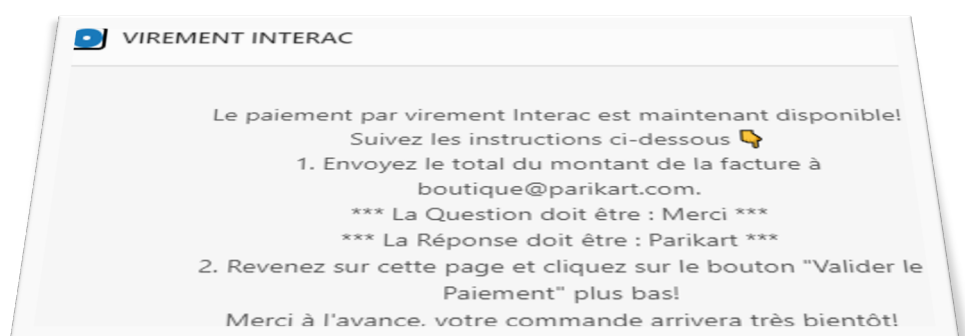 VIREMENT INTERAC
Le paiement par virement Interac est maintenant disponible!
Suivez les instructions ci-dessous 👇
1. Envoyez le total du montant de la facture à
boutique@parikart.com.
*** La Question doit être : Merci ***
*** La Réponse doit être : Parikart ***
2. Revenez sur cette page et cliquez sur le bouton "Valider le
Paiement" plus bas!
Merci à l'avance. votre commande arrivera très bientôt!